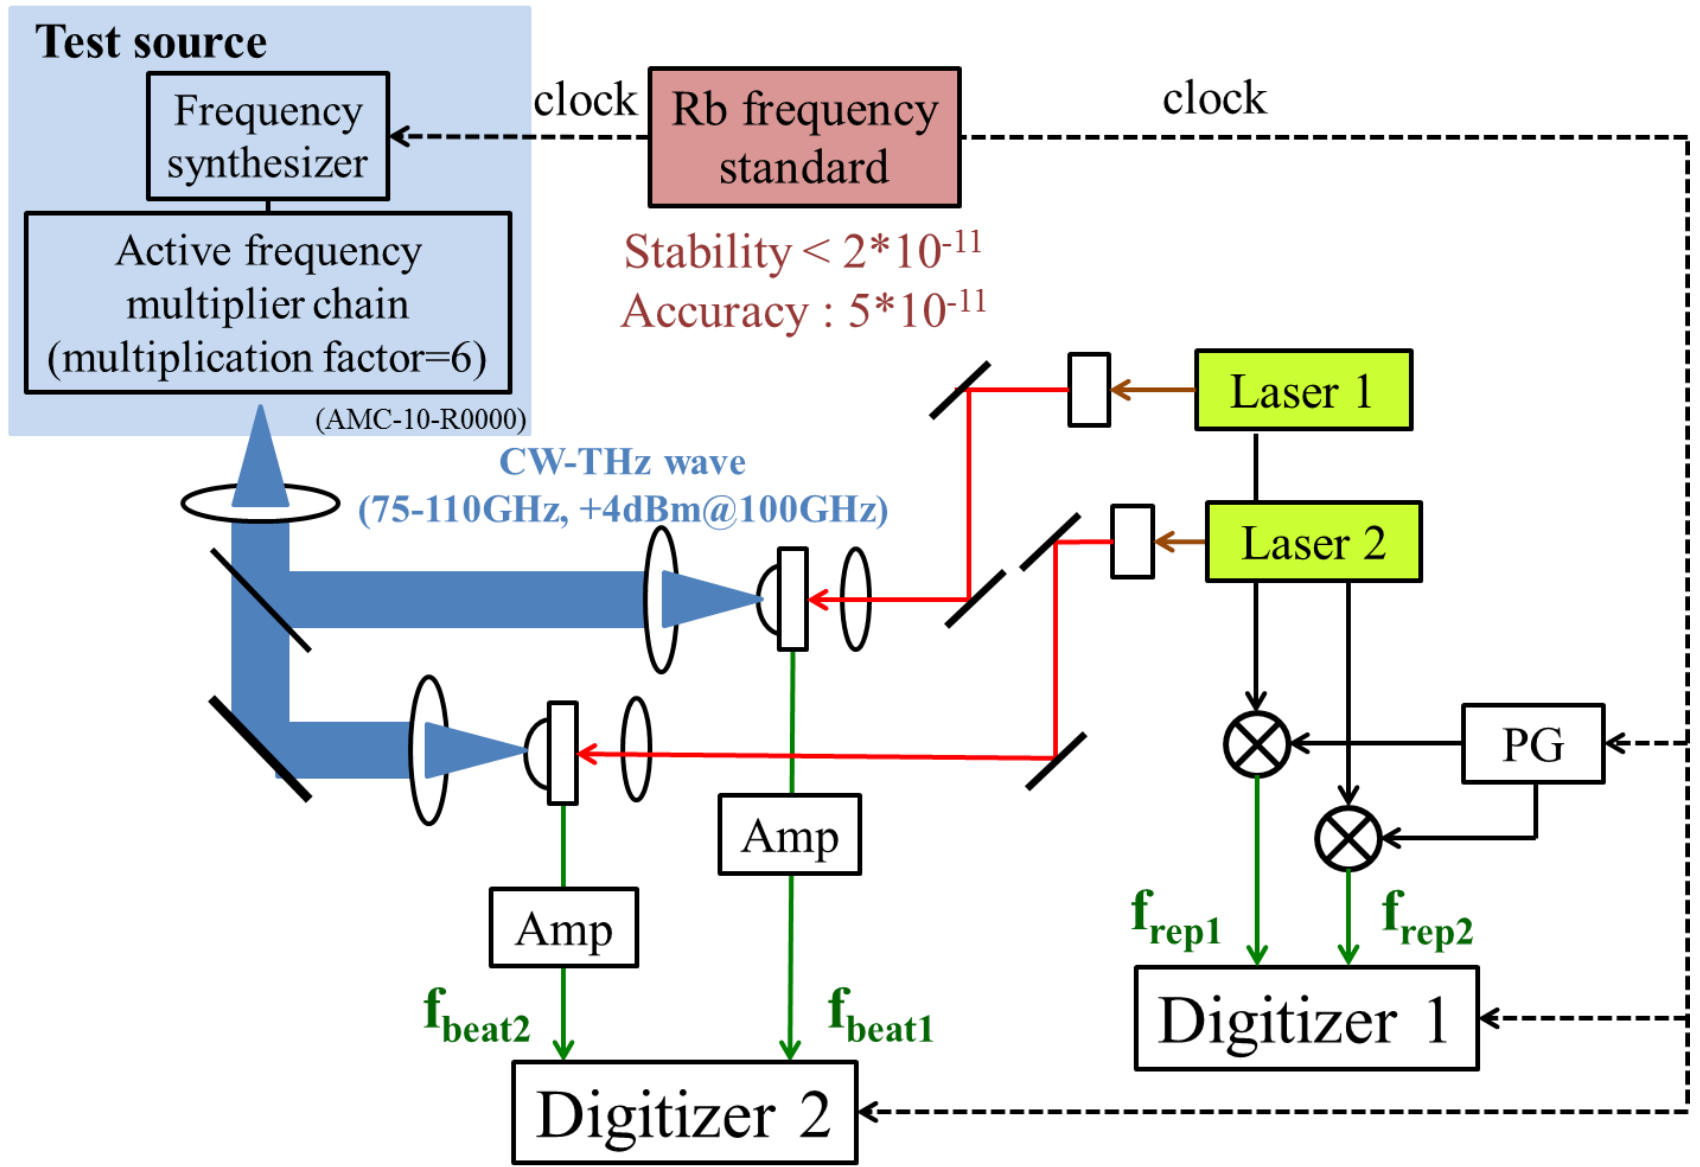 Test source
Frequency
synthesizer
Active frequency
multiplier chain
(multiplication factor=6)
(AMC-10-R0000)
clock
Rb frequency
standard
clock
Stability < 2*10-11
Accuracy : 5*10-11
CW-THz wave
(75-110GHz, +4dBm@100GHz)
Laser 1
Laser 2
PG
Amp
Amp
frep1
frep2
fbeat2
fbeat1
Digitizer 1
Digitizer 2